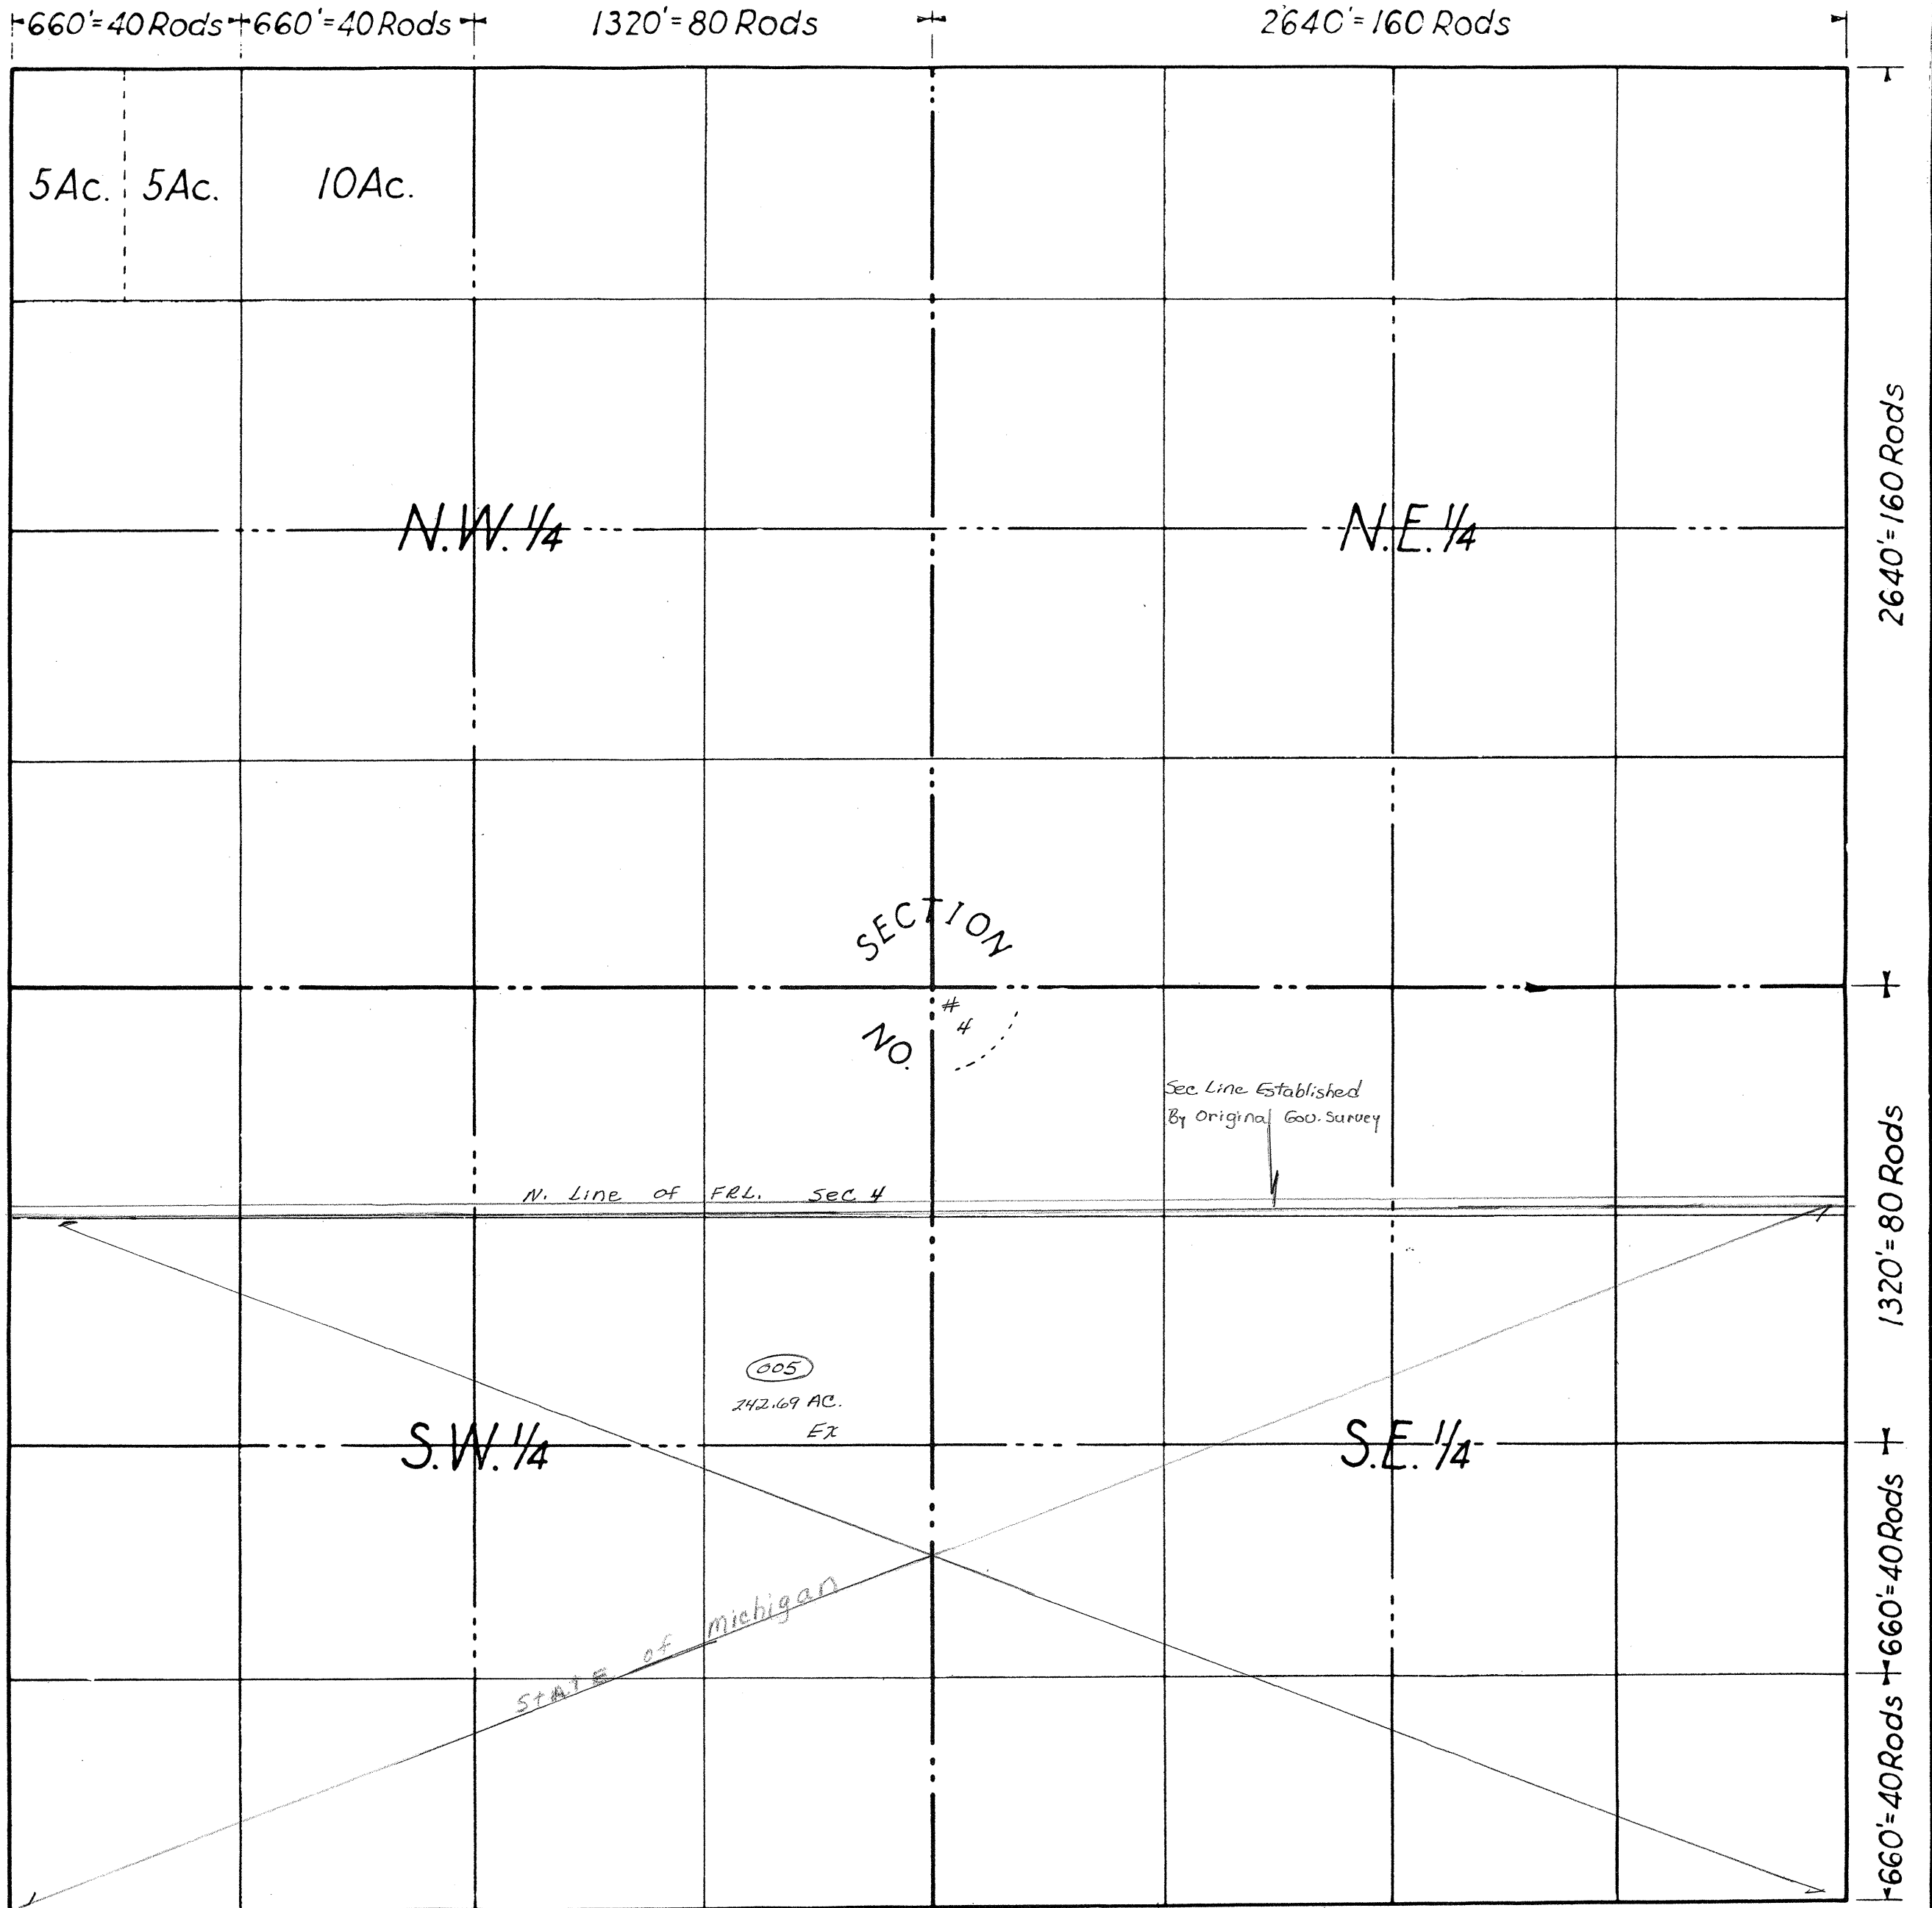 660'=40 Rods 660'=40 Rods 1320'=80 Rods 2640'=160 Rods
5Ac. 5Ac. 10Ac.
2640'=160 Rods
N.W. 1/4 N.E. 1/4
SECTION
NO. # 4
Sec Line Established
By Original Gov. Survey
1320'=80 Rods
N. Line of FRL. Sec 4
005
242.69 AC.
Ex
S.W. 1/4 S.E. 1/4
660'=40 Rods
StAtE of michigan
660'=40 Rods